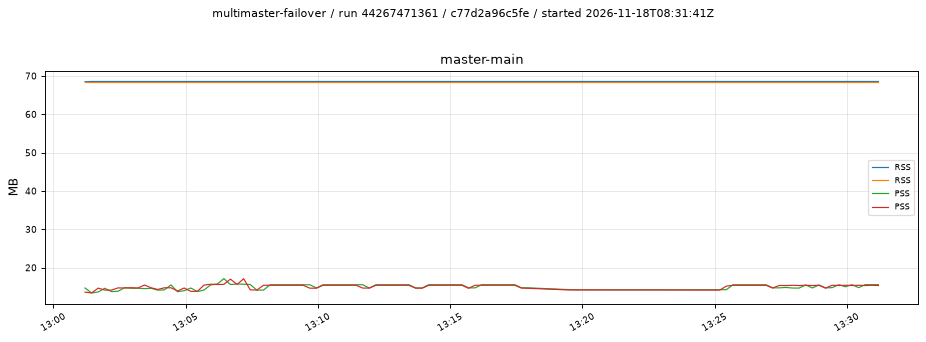 multimaster-failover / run 44267471361 / c77d2a96c5fe / started 2026-11-18T08:31:41Z
master-main
MB
70
60
50
40
30
20
RSS
RSS
PSS
PSS
13:00
13:05
13:10
13:15
13:20
13:25
13:30